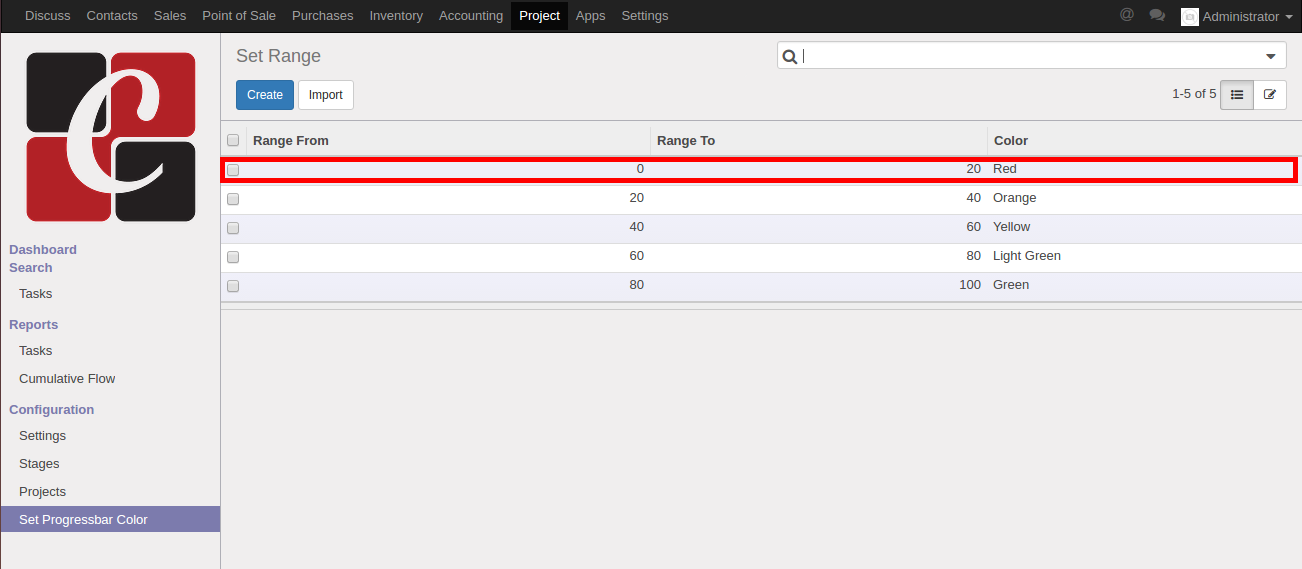 Discuss Contacts Sales Point of Sale Purchases Inventory Accounting Project Apps Settings @ Administrator
C
Set Range
Create Import 1-5 of 5
Range From Range To Color
0 20 Red
20 40 Orange
40 60 Yellow
60 80 Light Green
80 100 Green
Dashboard
Search
Tasks
Reports
Tasks
Cumulative Flow
Configuration
Settings
Stages
Projects
Set Progressbar Color